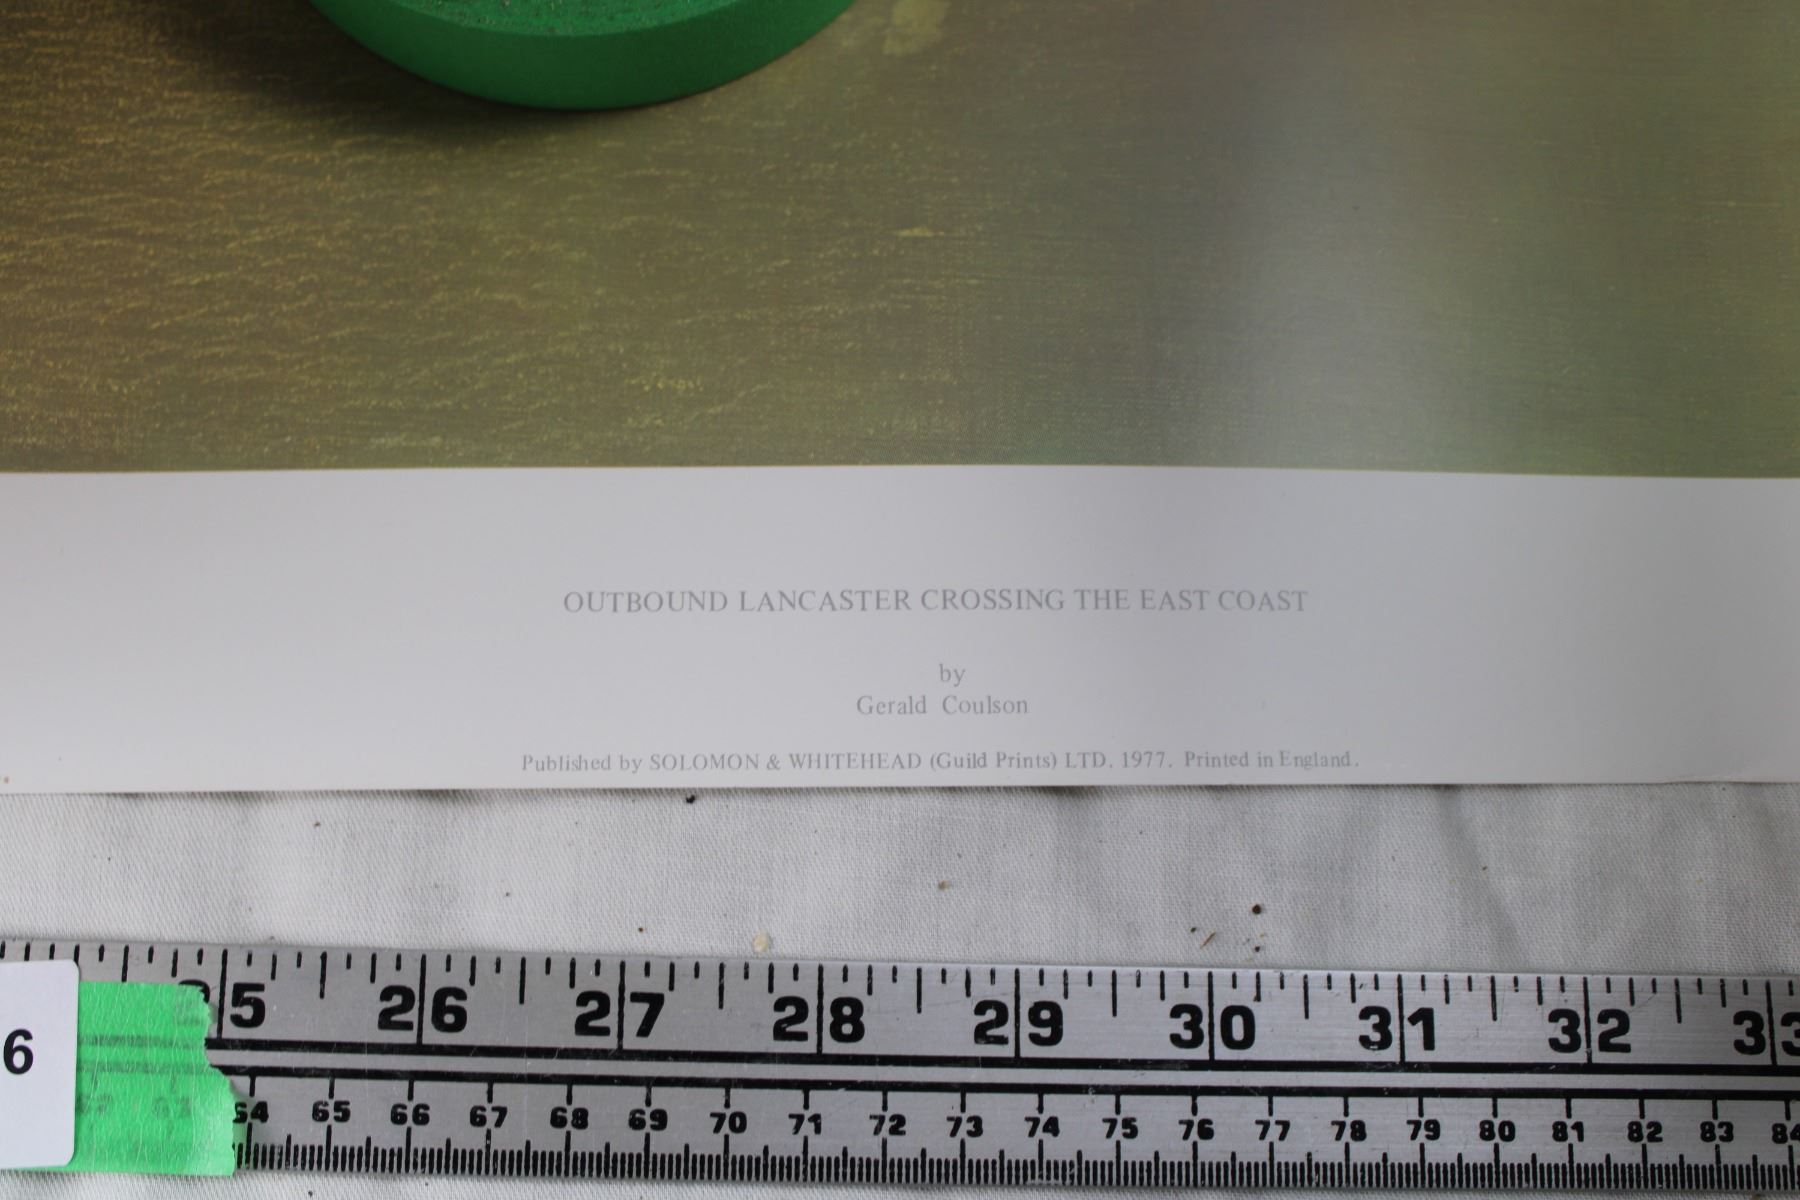 OUTBOUND LANCASTER CROSSING THE EAST COAST
by
Gerald Coulson
Published by SOLOMON & WHITEHEAD (Guild Prints) LTD. 1977. Printed in England.
25 26 27 28 29 30 31 32 33
6
64 65 66 67 68 69 70 71 72 73 74 75 76 77 78 79 80 81 82 83 84